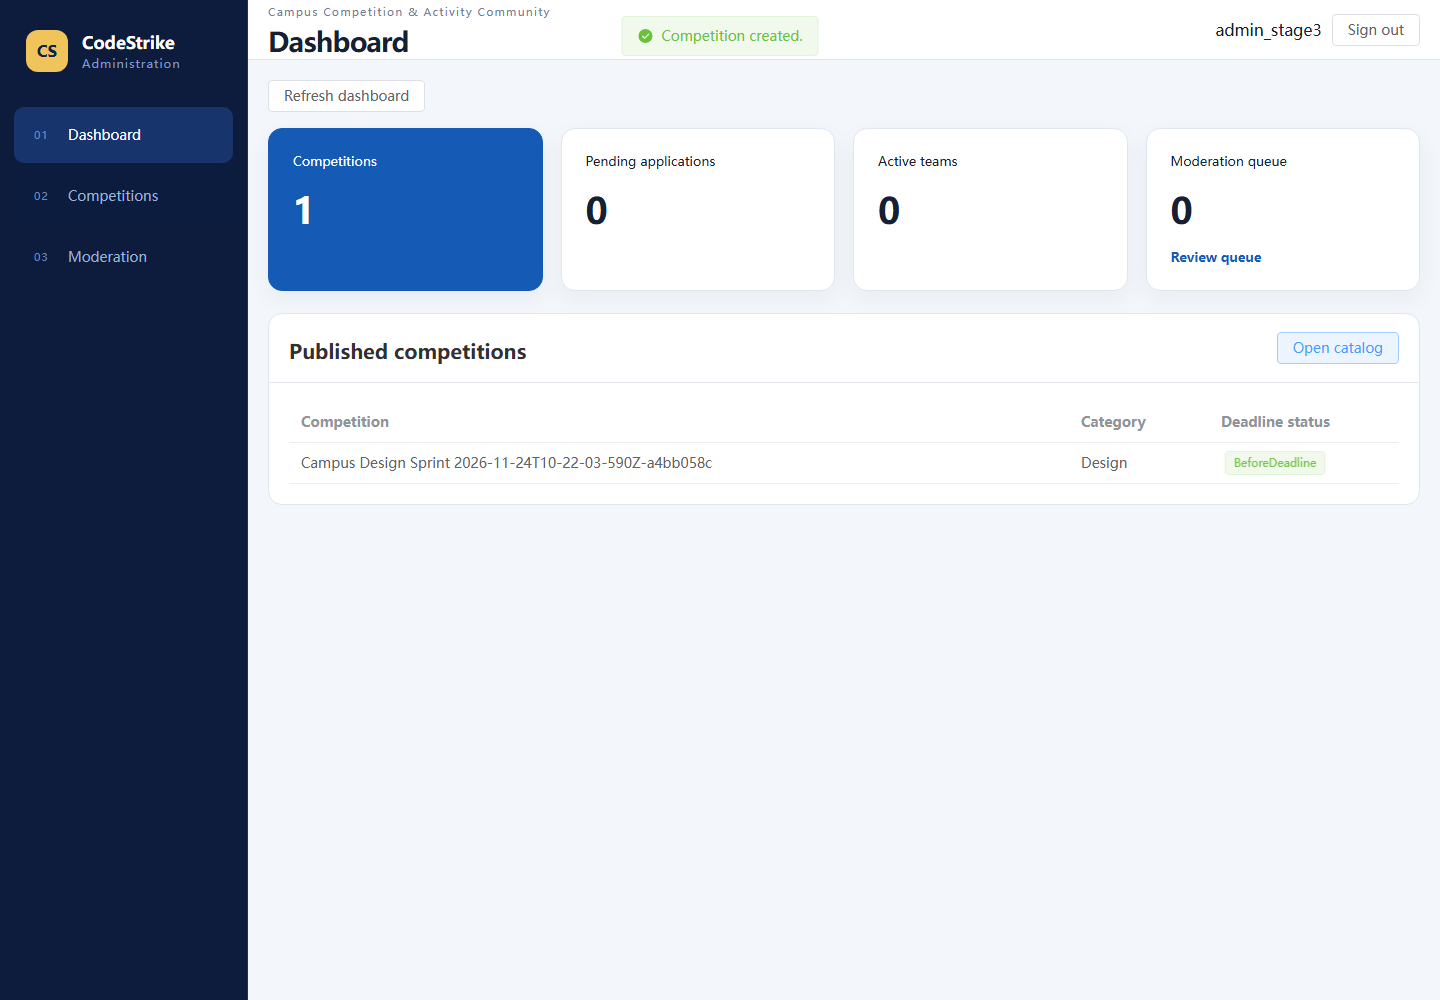 CS
CodeStrike
Administration
01 Dashboard
02 Competitions
03 Moderation
Campus Competition & Activity Community
Dashboard
Competition created.
admin_stage3
Sign out
Refresh dashboard
Competitions
1
Pending applications
0
Active teams
0
Moderation queue
0
Review queue
Published competitions
Open catalog
Competition Category Deadline status
Campus Design Sprint 2026-11-24T10-22-03-590Z-a4bb058c Design BeforeDeadline